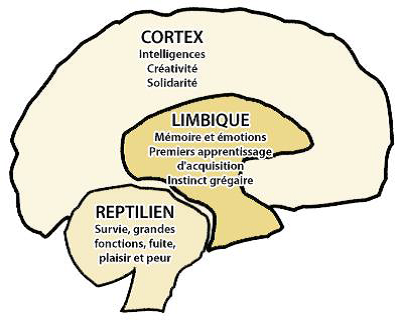 CORTEX
Intelligences
Créativité
Solidarité
LIMBIQUE
Mémoire et émotions
Premiers apprentissage
d'acquisition
Instinct grégaire
REPTILIEN
Survie, grandes
fonctions, fuite,
plaisir et peur